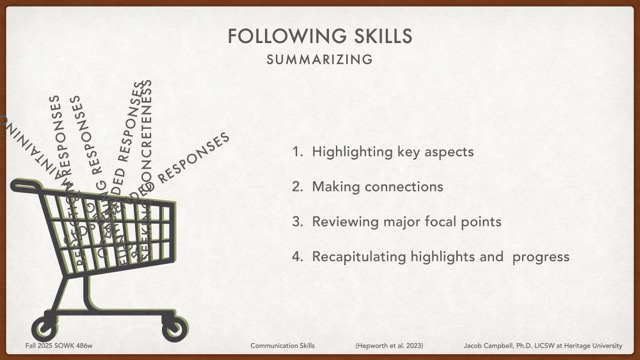 FOLLOWING SKILLS
SUMMARIZING
RESPONSES
RESPONSES
RESPONSES
CONCRETENESS
RESPONSES
1. Highlighting key aspects
2. Making connections
3. Reviewing major focal points
4. Recapitulating highlights and progress
Fall 2025 SOWK 486w
Communication Skills
(Hepworth et al. 2023)
Jacob Campbell, Ph.D. LICSW at Heritage University